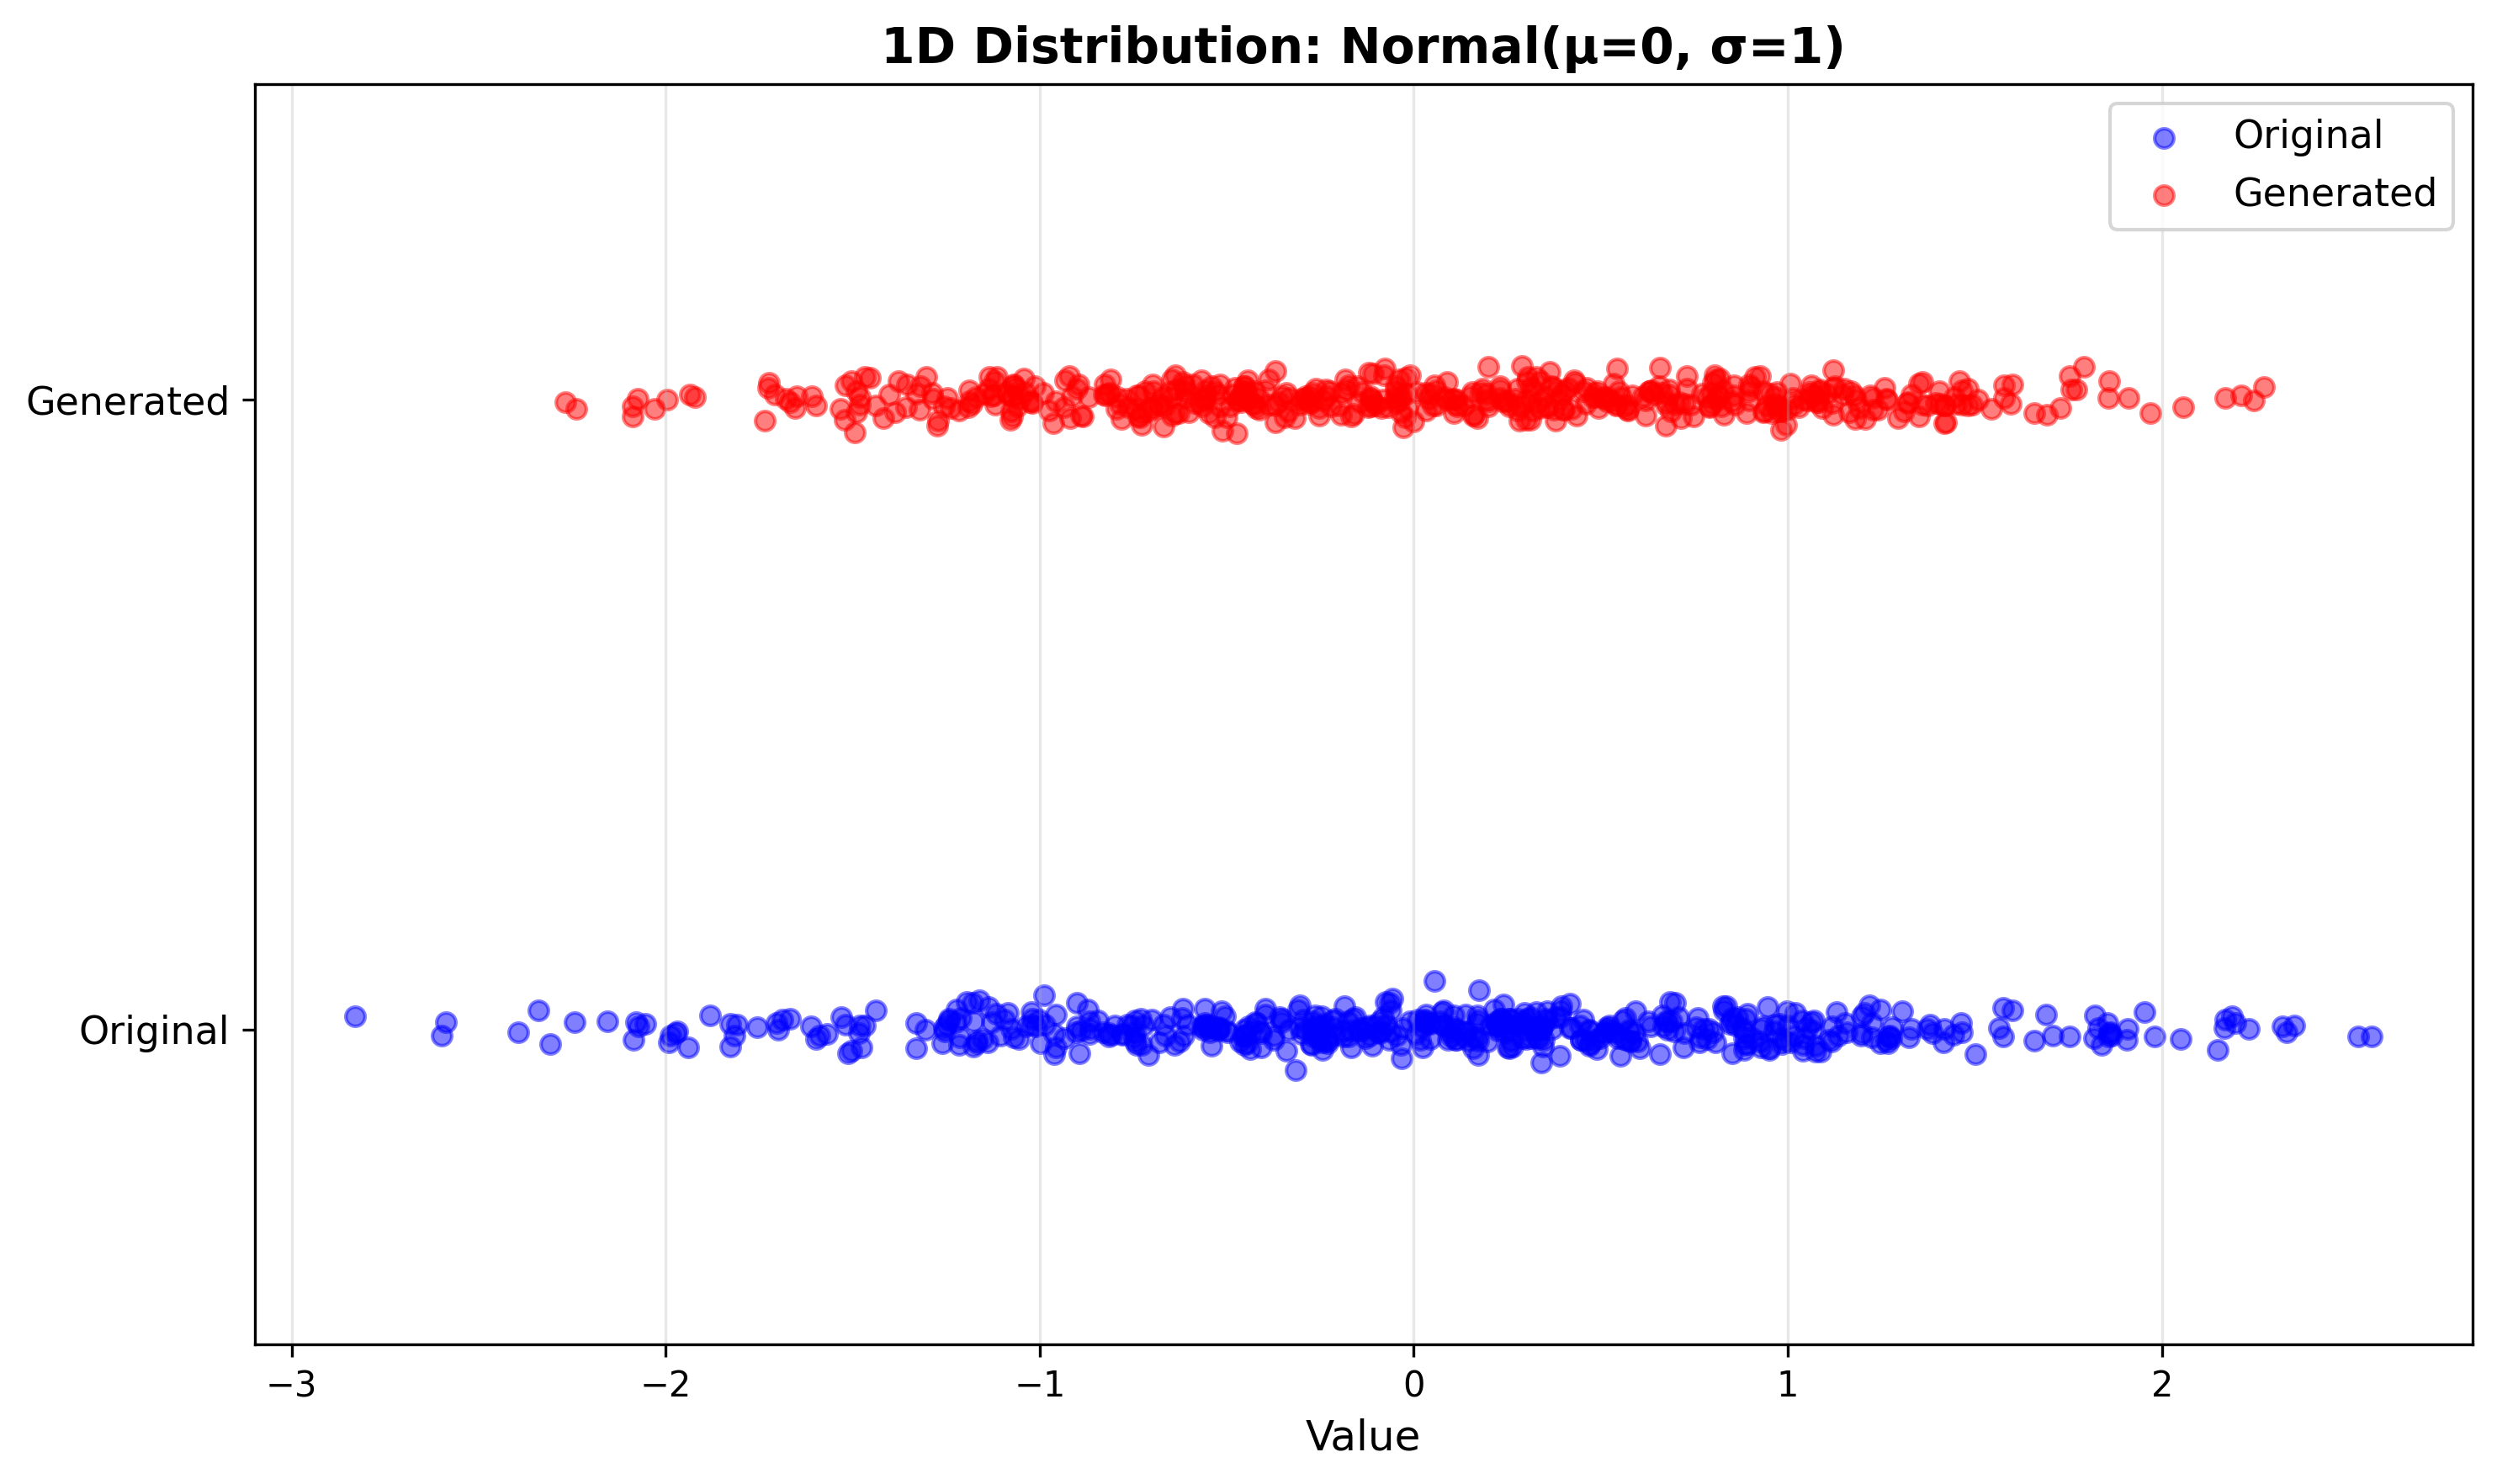 1D Distribution: Normal(μ=0, σ=1)
Original
Generated
Generated
Original
−3 −2 −1 0 1 2
Value